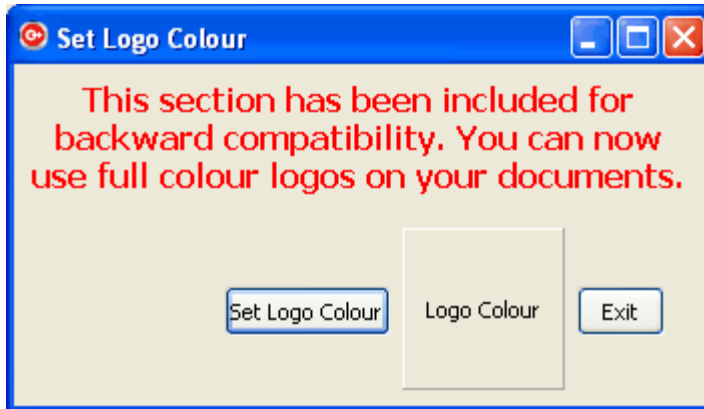 Set Logo Colour
This section has been included for
backward compatibility. You can now
use full colour logos on your documents.
Set Logo Colour
Logo Colour
Exit